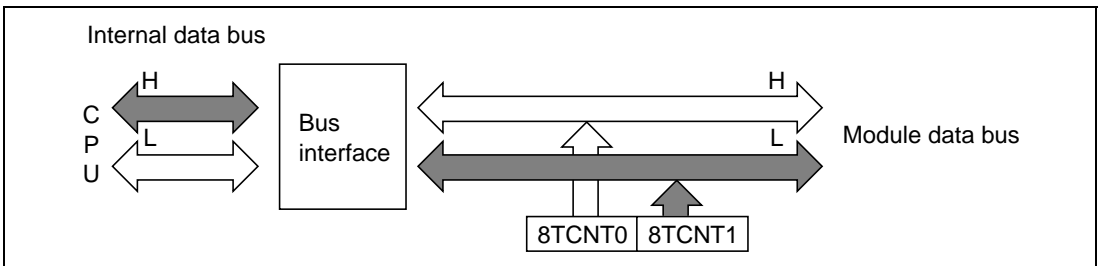 Internal data bus
H
H
C
P
U
Bus
interface
L
L
Module data bus
8TCNT0
8TCNT1